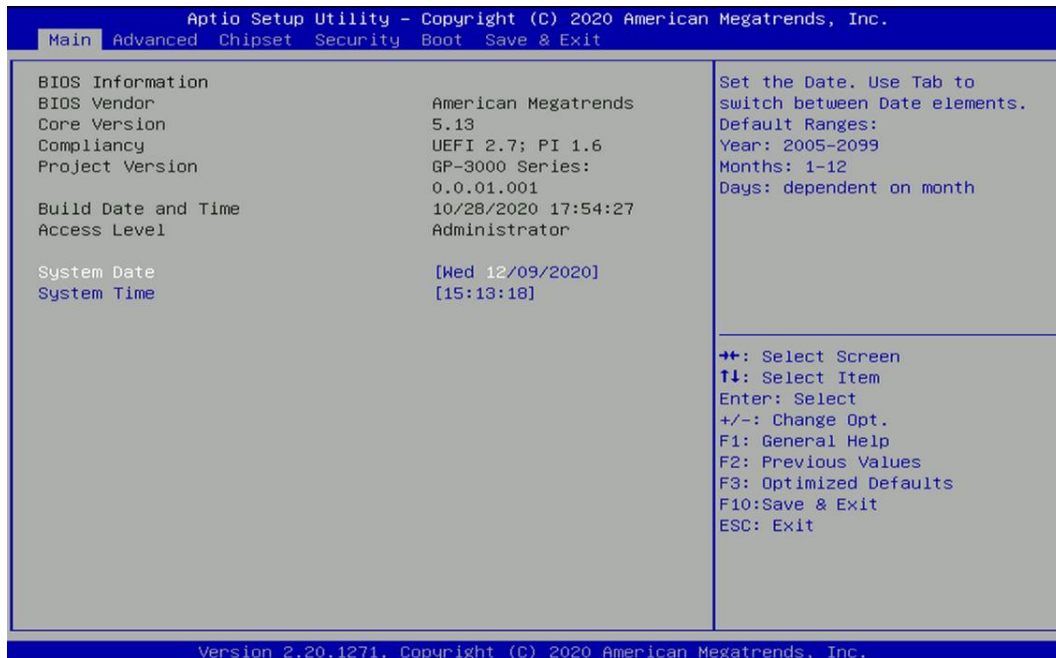 Aptio Setup Utility – Copyright (C) 2020 American Megatrends, Inc.
Main Advanced Chipset Security Boot Save & Exit
BIOS Information
BIOS Vendor American Megatrends
Core Version 5.13
Compliancy UEFI 2.7; PI 1.6
Project Version GP-3000 Series:
0.0.01.001
Build Date and Time 10/28/2020 17:54:27
Access Level Administrator
System Date [Wed 12/09/2020]
System Time [15:13:18]
Set the Date. Use Tab to
switch between Date elements.
Default Ranges:
Year: 2005-2099
Months: 1-12
Days: dependent on month
→←: Select Screen
↑↓: Select Item
Enter: Select
+/-: Change Opt.
F1: General Help
F2: Previous Values
F3: Optimized Defaults
F10:Save & Exit
ESC: Exit
Version 2.20.1271. Copyright (C) 2020 American Megatrends, Inc.